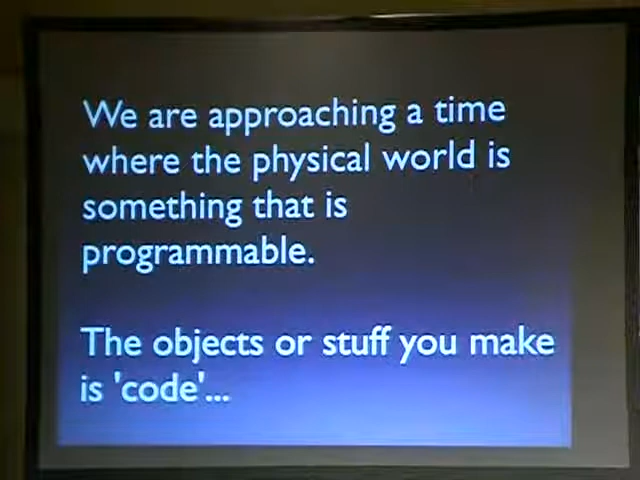 We are approaching a time
where the physical world is
something that is
programmable.
The objects or stuff you make
is 'code'...